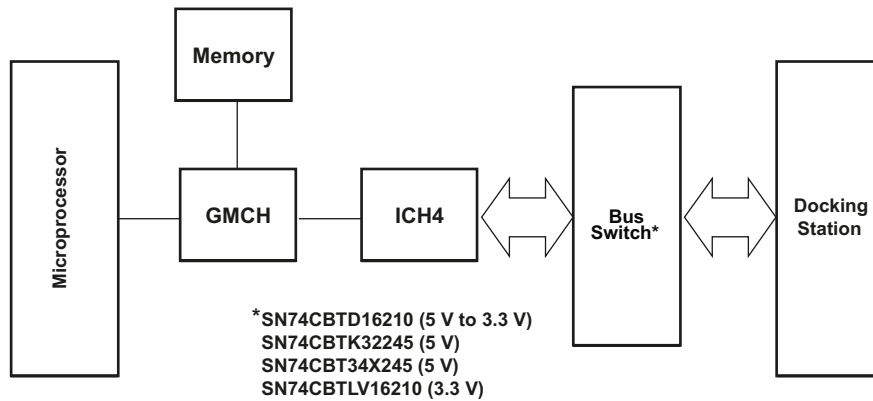 Memory
Microprocessor
GMCH
ICH4
Bus
Switch*
Docking
Station
*SN74CBTD16210 (5 V to 3.3 V)
SN74CBTK32245 (5 V)
SN74CBT34X245 (5 V)
SN74CBTLV16210 (3.3 V)